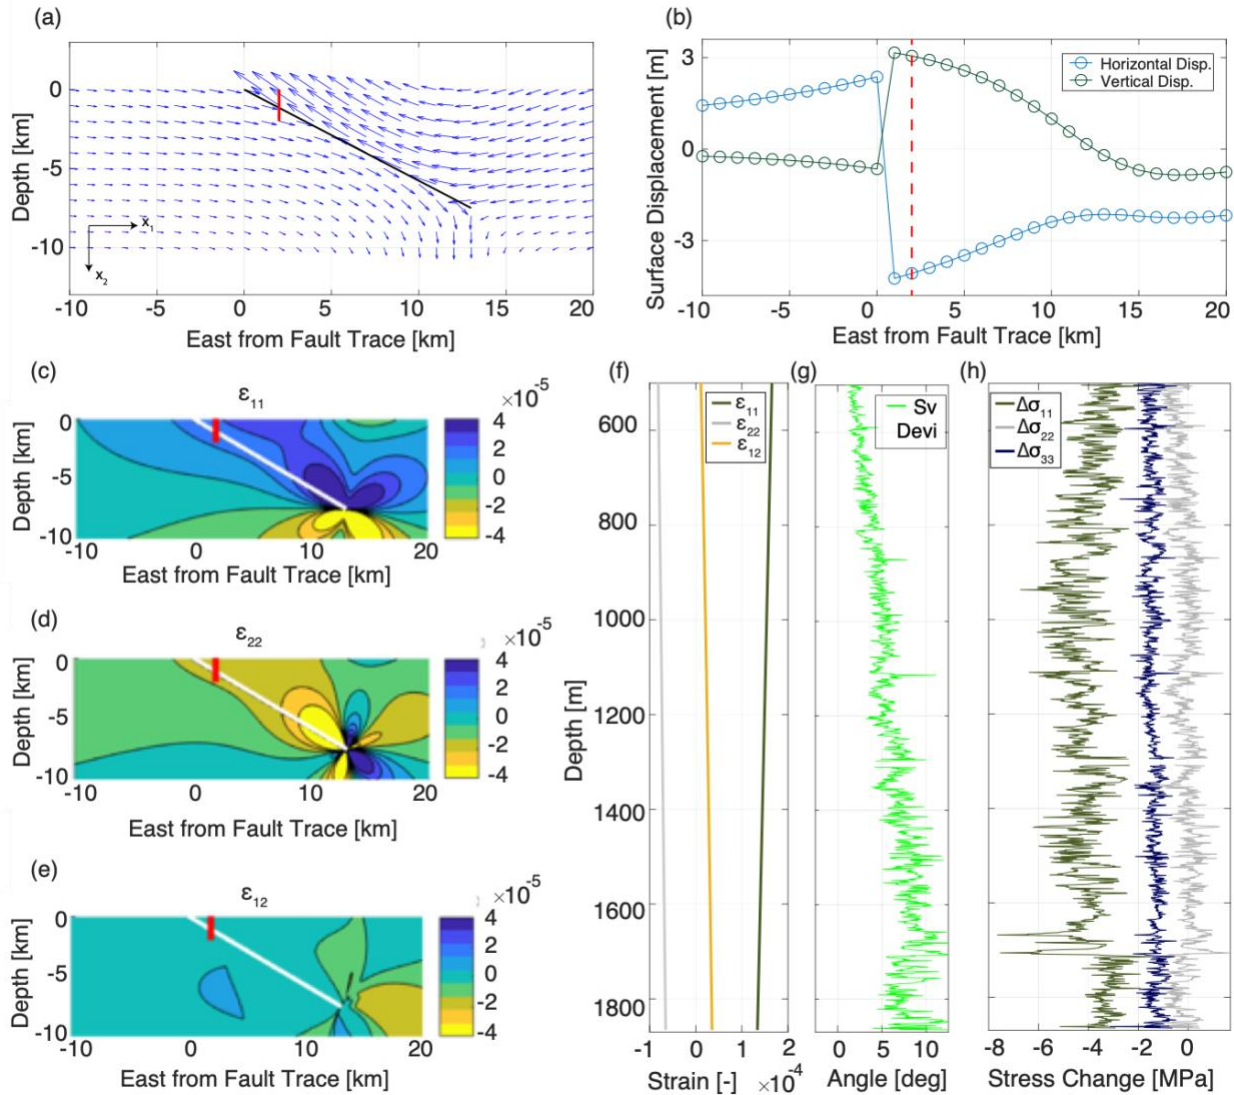 (a)
0
-5
-10
Depth [km]
x₁
x₂
-10 -5 0 5 10 15 20
East from Fault Trace [km]
(b)
3
0
-3
Surface Displacement [m]
Horizontal Disp.
Vertical Disp.
-10 -5 0 5 10 15 20
East from Fault Trace [km]
(c)
ε₁₁
×10⁻⁵
0
-5
-10
Depth [km]
4
2
0
-2
-4
-10 0 10 20
East from Fault Trace [km]
(d)
ε₂₂
×10⁻⁵
0
-5
-10
Depth [km]
4
2
0
-2
-4
-10 0 10 20
East from Fault Trace [km]
(e)
ε₁₂
×10⁻⁵
0
-5
-10
Depth [km]
4
2
0
-2
-4
-10 0 10 20
East from Fault Trace [km]
(f)
ε₁₁
ε₂₂
ε₁₂
600
800
1000
1200
1400
1600
1800
Depth [m]
-1 0 1 2
Strain [-] ×10⁻⁴
(g)
Sv
Devi
0 5 10
Angle [deg]
(h)
Δσ₁₁
Δσ₂₂
Δσ₃₃
-8 -6 -4 -2 0
Stress Change [MPa]